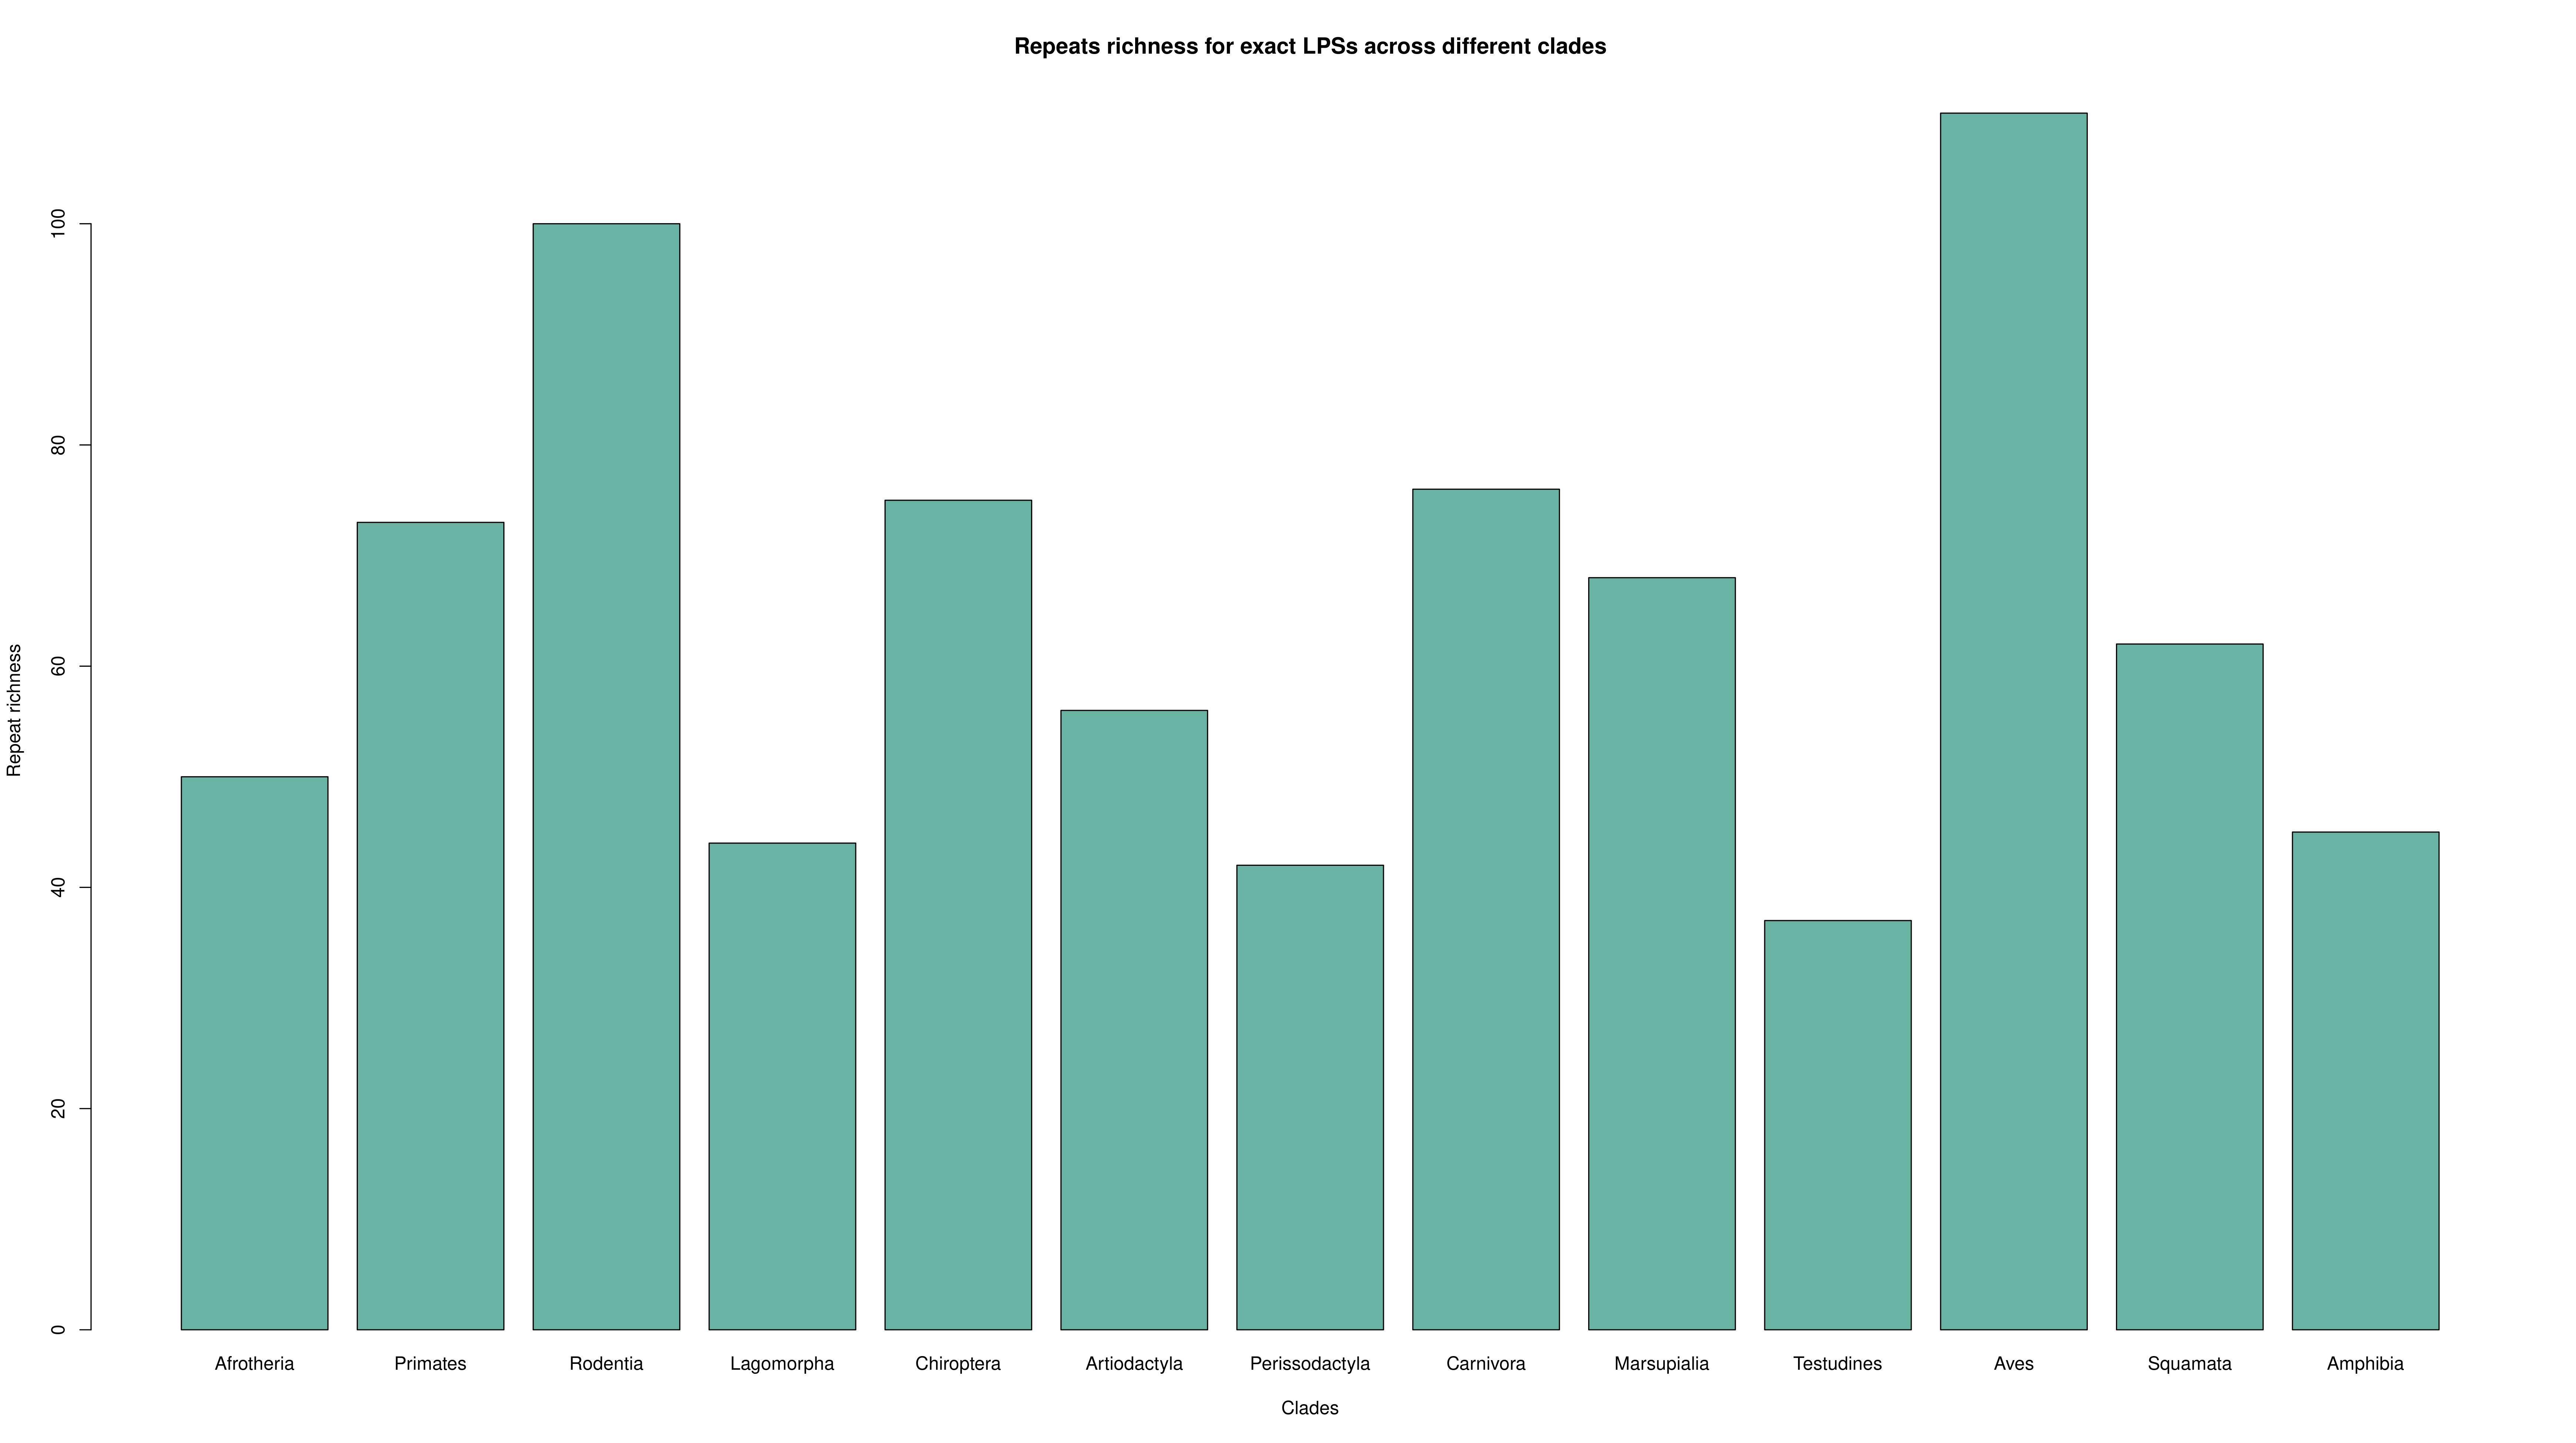 Repeats richness for exact LPSs across different clades
100
80
60
40
20
0
Repeat richness
Afrotheria Primates Rodentia Lagomorpha Chiroptera Artiodactyla Perissodactyla Carnivora Marsupialia Testudines Aves Squamata Amphibia
Clades